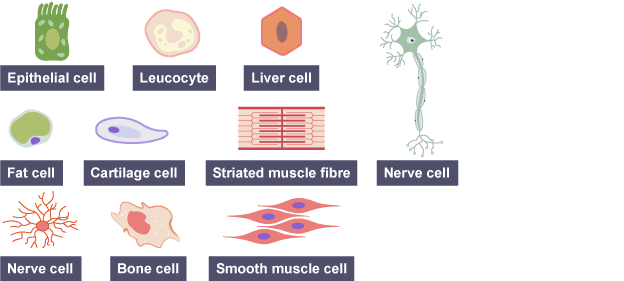 Epithelial cell
Leucocyte
Liver cell
Fat cell
Cartilage cell
Striated muscle fibre
Nerve cell
Nerve cell
Bone cell
Smooth muscle cell